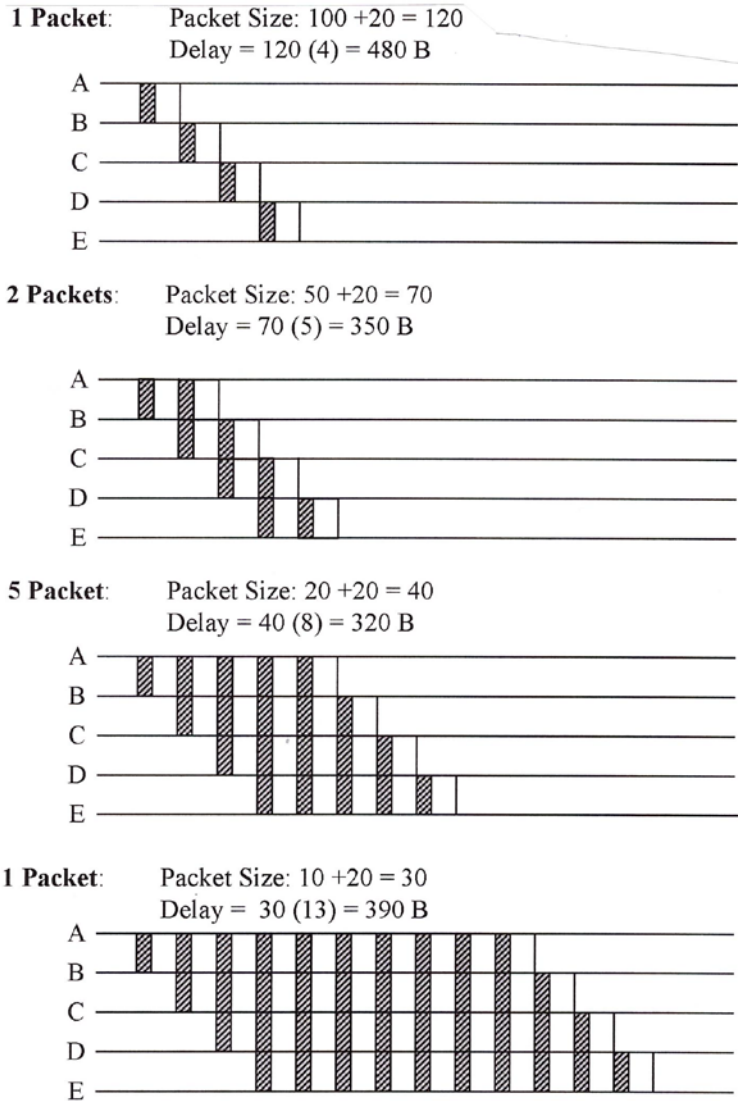 1 Packet: Packet Size: 100 +20 = 120
Delay = 120 (4) = 480 B
A
B
C
D
E
2 Packets: Packet Size: 50 +20 = 70
Delay = 70 (5) = 350 B
A
B
C
D
E
5 Packet: Packet Size: 20 +20 = 40
Delay = 40 (8) = 320 B
A
B
C
D
E
1 Packet: Packet Size: 10 +20 = 30
Delay = 30 (13) = 390 B
A
B
C
D
E